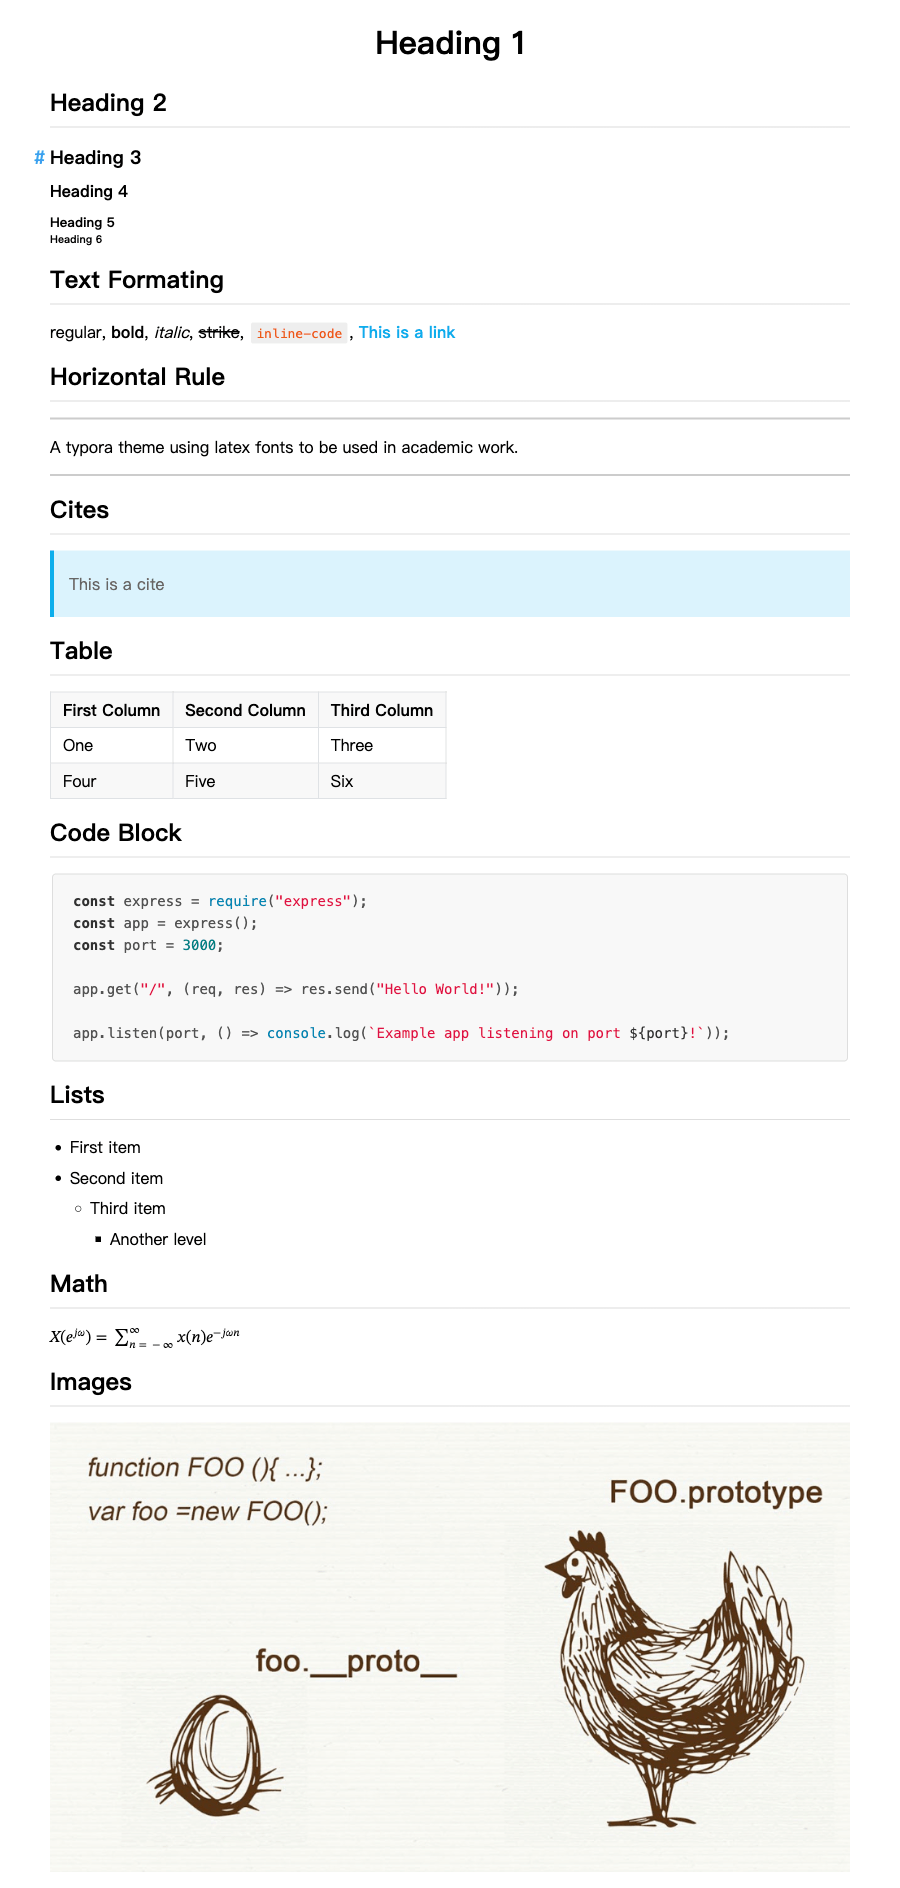 Heading 1
Heading 2
# Heading 3
Heading 4
Heading 5
Heading 6
Text Formating
regular, bold, italic, strike, inline-code, This is a link
Horizontal Rule
A typora theme using latex fonts to be used in academic work.
Cites
This is a cite
Table
First Column Second Column Third Column
One Two Three
Four Five Six
Code Block
const express = require("express");
const app = express();
const port = 3000;
app.get("/", (req, res) => res.send("Hello World!"));
app.listen(port, () => console.log(`Example app listening on port ${port}!`));
Lists
• First item
• Second item
◦ Third item
▪ Another level
Math
X(e^{jω}) = ∑_{n = −∞}^{∞} x(n)e^{−jωn}
Images
function FOO (){ ...};
var foo =new FOO();
FOO.prototype
foo.__proto__